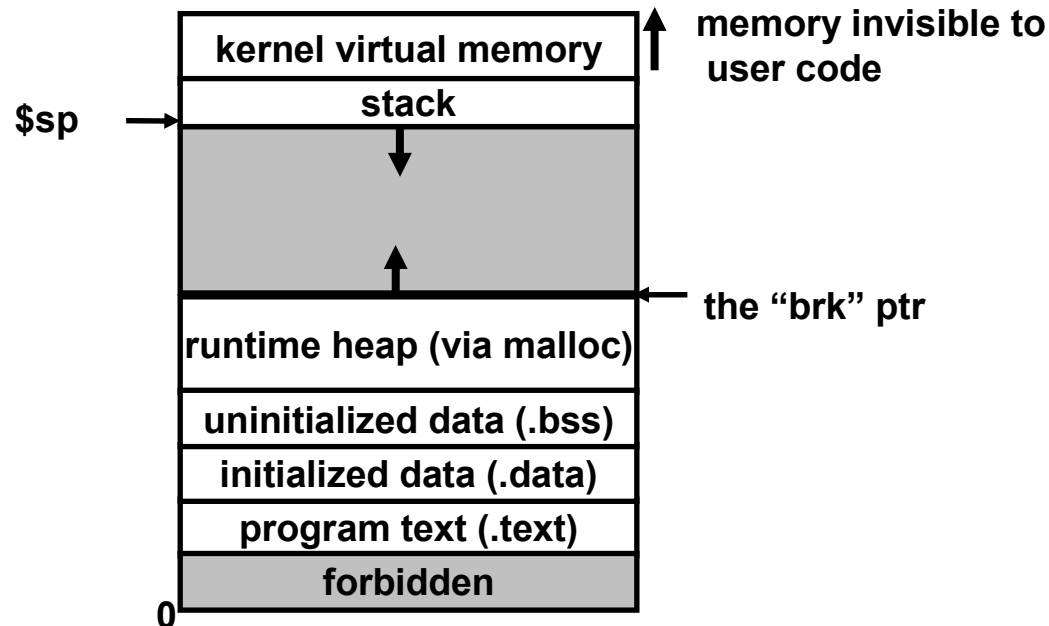 kernel virtual memory
memory invisible to
user code
stack
$sp
the “brk” ptr
runtime heap (via malloc)
uninitialized data (.bss)
initialized data (.data)
program text (.text)
forbidden
0